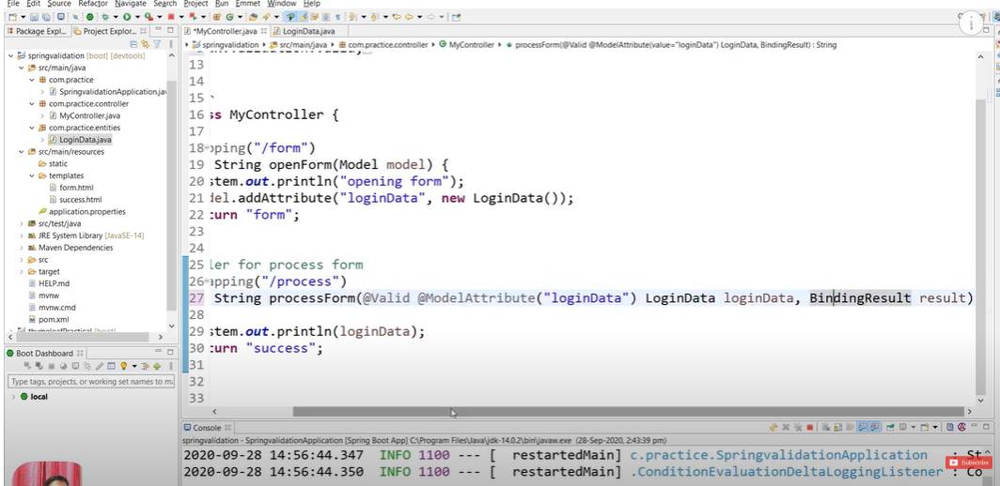 File Edit Source Refactor Navigate Search Project Run Emmet Window Help
Package Expl...
Project Explor...
springvalidation [boot] [devtools]
src/main/java
com.practice
SpringvalidationApplication.jav
com.practice.controller
MyController.java
com.practice.entities
LoginData.java
src/main/resources
static
templates
form.html
success.html
application.properties
src/test/java
JRE System Library [JavaSE-14]
Maven Dependencies
src
target
HELP.md
mvnw
mvnw.cmd
pom.xml
Boot Dashboard
Type tags, projects, or working set names to ma
local
*MyController.java
LoginData.java
springvalidation
src/main/java
com.practice.controller
MyController
processForm(@Valid @ModelAttribute(value="loginData") LoginData, BindingResult) : String
13
14
15
16 ss MyController {
17
18 pping("/form")
19 String openForm(Model model) {
20 stem.out.println("opening form");
21 del.addAttribute("loginData", new LoginData());
22 turn "form";
23
24
25 ler for process form
26 apping("/process")
27 String processForm(@Valid @ModelAttribute("loginData") LoginData loginData, BindingResult result)
28
29 stem.out.println(loginData);
30 turn "success";
31
32
33
Console
springvalidation - SpringvalidationApplication [Spring Boot App] C:\Program Files\Java\jdk-14.0.2\bin\javaw.exe (28-Sep-2020, 2:43:39 pm)
2020-09-28 14:56:44.347 INFO 1100 --- [ restartedMain] c.practice.SpringvalidationApplication : St
2020-09-28 14:56:44.350 INFO 1100 --- [ restartedMain] .ConditionEvaluationDeltaLoggingListener : Co
Subscribe